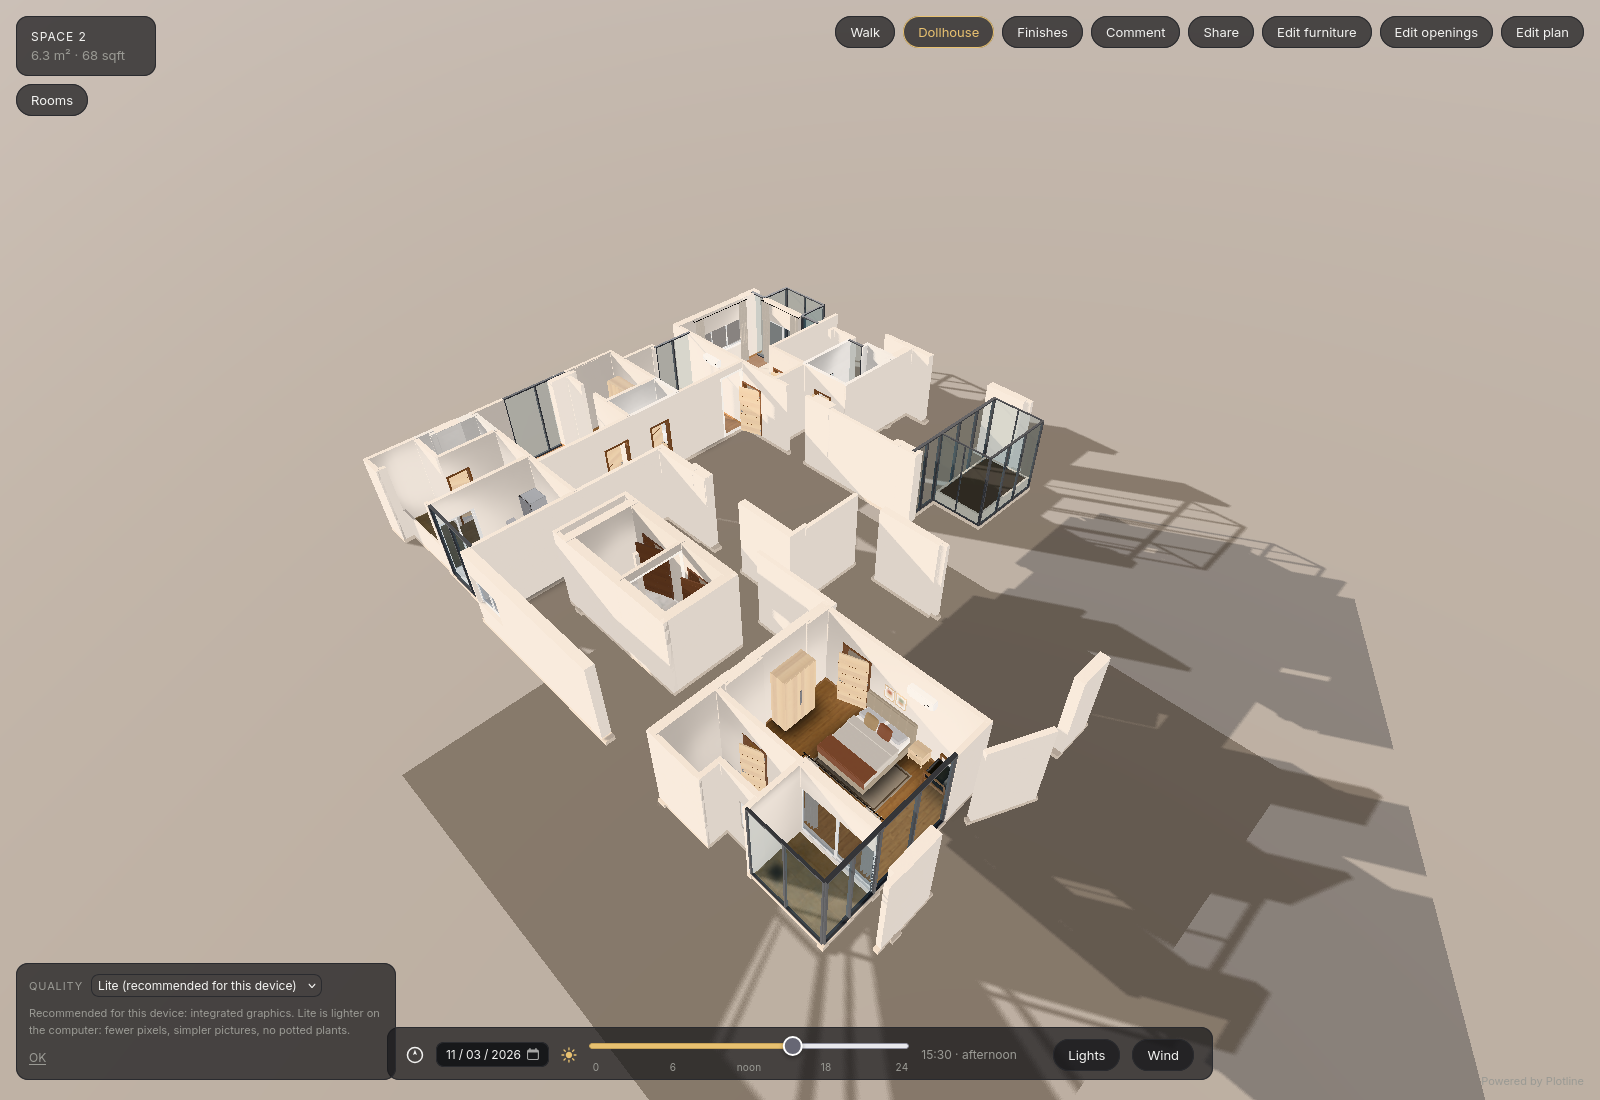 SPACE 2
6.3 m² · 68 sqft
Rooms
Walk
Dollhouse
Finishes
Comment
Share
Edit furniture
Edit openings
Edit plan
QUALITY
Lite (recommended for this device)
Recommended for this device: integrated graphics. Lite is lighter on
the computer: fewer pixels, simpler pictures, no potted plants.
OK
11 / 03 / 2026
0
6
noon
18
24
15:30 · afternoon
Lights
Wind
Powered by Plotline